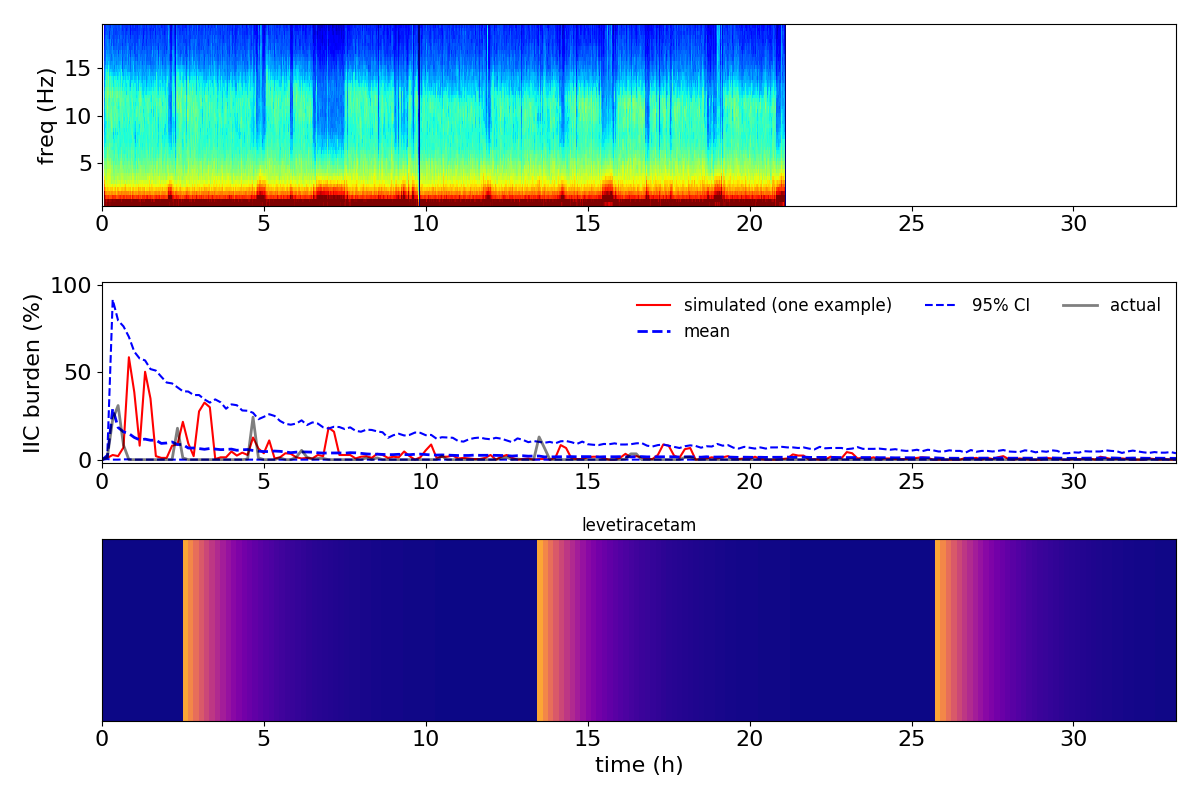 freq (Hz)
15
10
5
0 5 10 15 20 25 30
IIC burden (%)
100
50
0
simulated (one example) 95% CI actual
mean
0 5 10 15 20 25 30
levetiracetam
0 5 10 15 20 25 30
time (h)